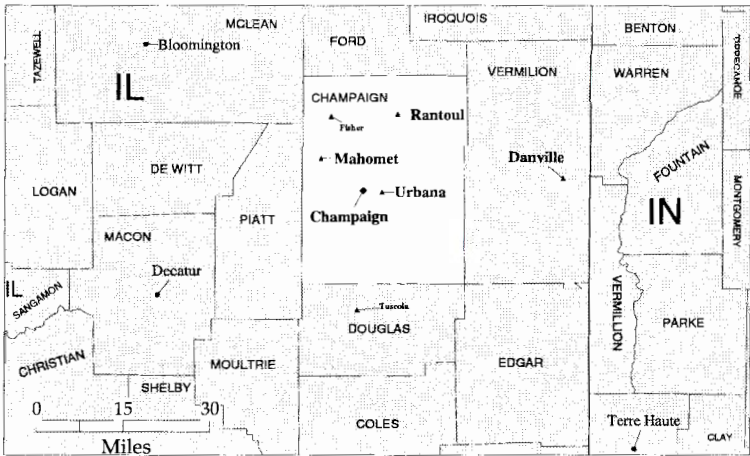 MCLEAN
IROQUOIS
BENTON
TAZEWELL
Bloomington
FORD
TIPPECANOE
VERMILION
WARREN
IL
CHAMPAIGN
Rantoul
Fisher
DE WITT
Mahomet
Danville
FOUNTAIN
LOGAN
Urbana
MONTGOMERY
PIATT
Champaign
IN
MACON
Decatur
IL
SANGAMON
VERMILLION
Tuscola
DOUGLAS
PARKE
CHRISTIAN
MOULTRIE
EDGAR
SHELBY
0 15 30
COLES
Terre Haute
Miles
CLAY